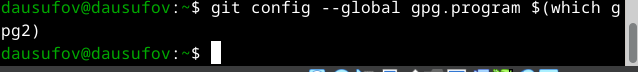 dausufov@dausufov:~$ git config --global gpg.program $(which g
pg2)
dausufov@dausufov:~$